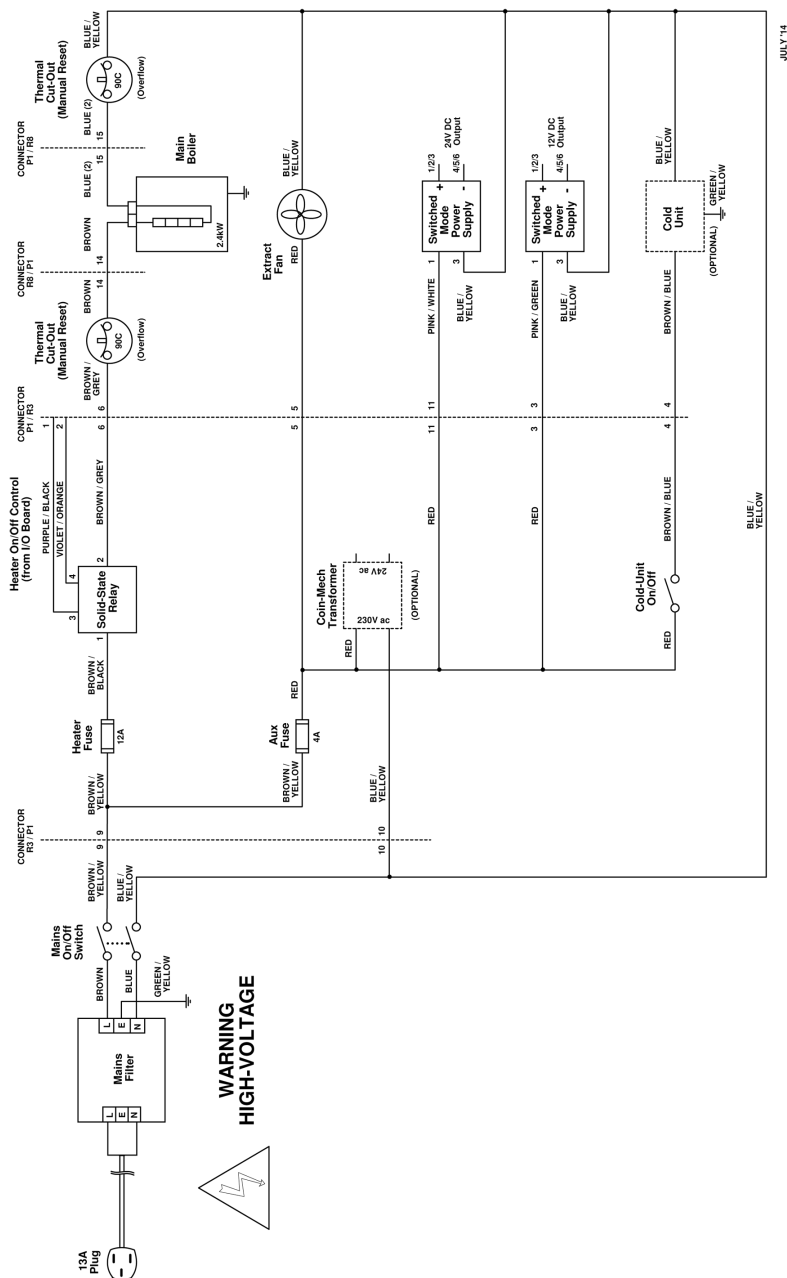 13A
Plug
L
E
N
Mains
Filter
L
E
N
BROWN
BLUE
GREEN /
YELLOW
Mains
On/Off
Switch
BROWN /
YELLOW
BLUE /
YELLOW
WARNING
HIGH-VOLTAGE
CONNECTOR
R3 / P1
9
9
10
10
BROWN /
YELLOW
BROWN /
YELLOW
BLUE /
YELLOW
Heater
Fuse
12A
Aux
Fuse
4A
BROWN /
BLACK
RED
Heater On/Off Control
(from I/O Board)
PURPLE / BLACK
VIOLET / ORANGE
1
3
4
2
Solid-State
Relay
BROWN / GREY
Coin-Mech
Transformer
RED
230V ac
24V ac
(OPTIONAL)
RED
RED
RED
Cold-Unit
On/Off
BROWN / BLUE
CONNECTOR
P1 / R3
1
2
6
6
5
5
11
11
3
3
4
4
BROWN /
GREY
Thermal
Cut-Out
(Manual Reset)
90C
(Overflow)
BROWN
CONNECTOR
R8 / P1
14
14
BROWN
2.4kW
Main
Boiler
BLUE (2)
CONNECTOR
P1 / R8
15
15
BLUE (2)
Thermal
Cut-Out
(Manual Reset)
90C
(Overflow)
BLUE /
YELLOW
Extract
Fan
RED
BLUE /
YELLOW
PINK / WHITE
BLUE /
YELLOW
1
3
Switched
Mode
Power
Supply
+
-
1/2/3
4/5/6
24V DC
Output
PINK / GREEN
BLUE /
YELLOW
1
3
Switched
Mode
Power
Supply
+
-
1/2/3
4/5/6
12V DC
Output
BROWN / BLUE
Cold
Unit
(OPTIONAL)
GREEN /
YELLOW
BLUE /
YELLOW
BLUE /
YELLOW
JULY '14